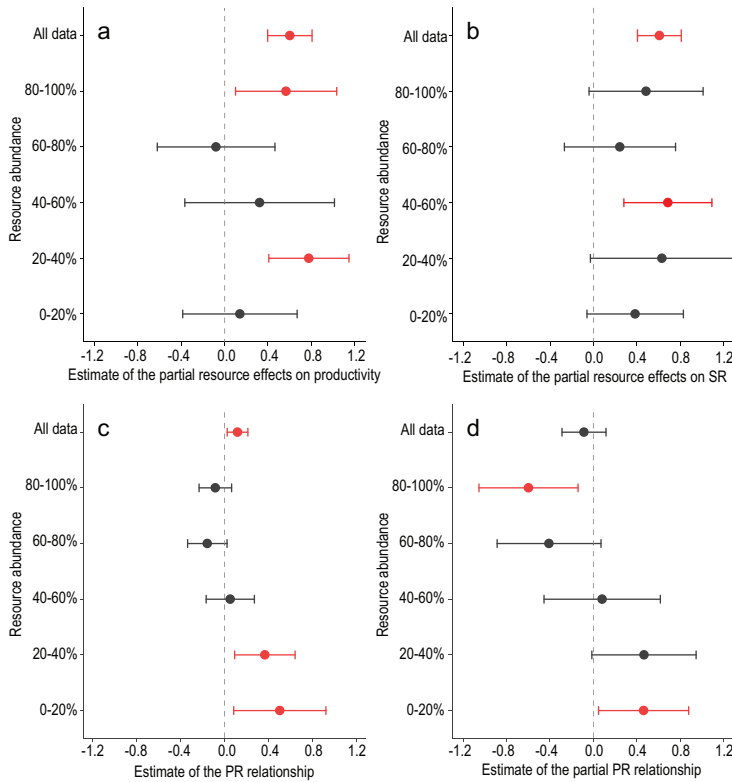 a
Resource abundance
All data
80-100%
60-80%
40-60%
20-40%
0-20%
-1.2 -0.8 -0.4 0.0 0.4 0.8 1.2
Estimate of the partial resource effects on productivity
b
Resource abundance
All data
80-100%
60-80%
40-60%
20-40%
0-20%
-1.2 -0.8 -0.4 0.0 0.4 0.8 1.2
Estimate of the partial resource effects on SR
c
Resource abundance
All data
80-100%
60-80%
40-60%
20-40%
0-20%
-1.2 -0.8 -0.4 0.0 0.4 0.8 1.2
Estimate of the PR relationship
d
Resource abundance
All data
80-100%
60-80%
40-60%
20-40%
0-20%
-1.2 -0.8 -0.4 0.0 0.4 0.8 1.2
Estimate of the partial PR relationship